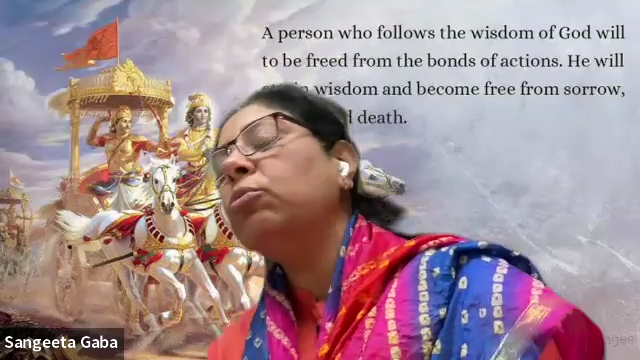 A person who follows the wisdom of God will
to be freed from the bonds of actions. He will
wisdom and become free from sorrow,
death.
Sangeeta Gaba